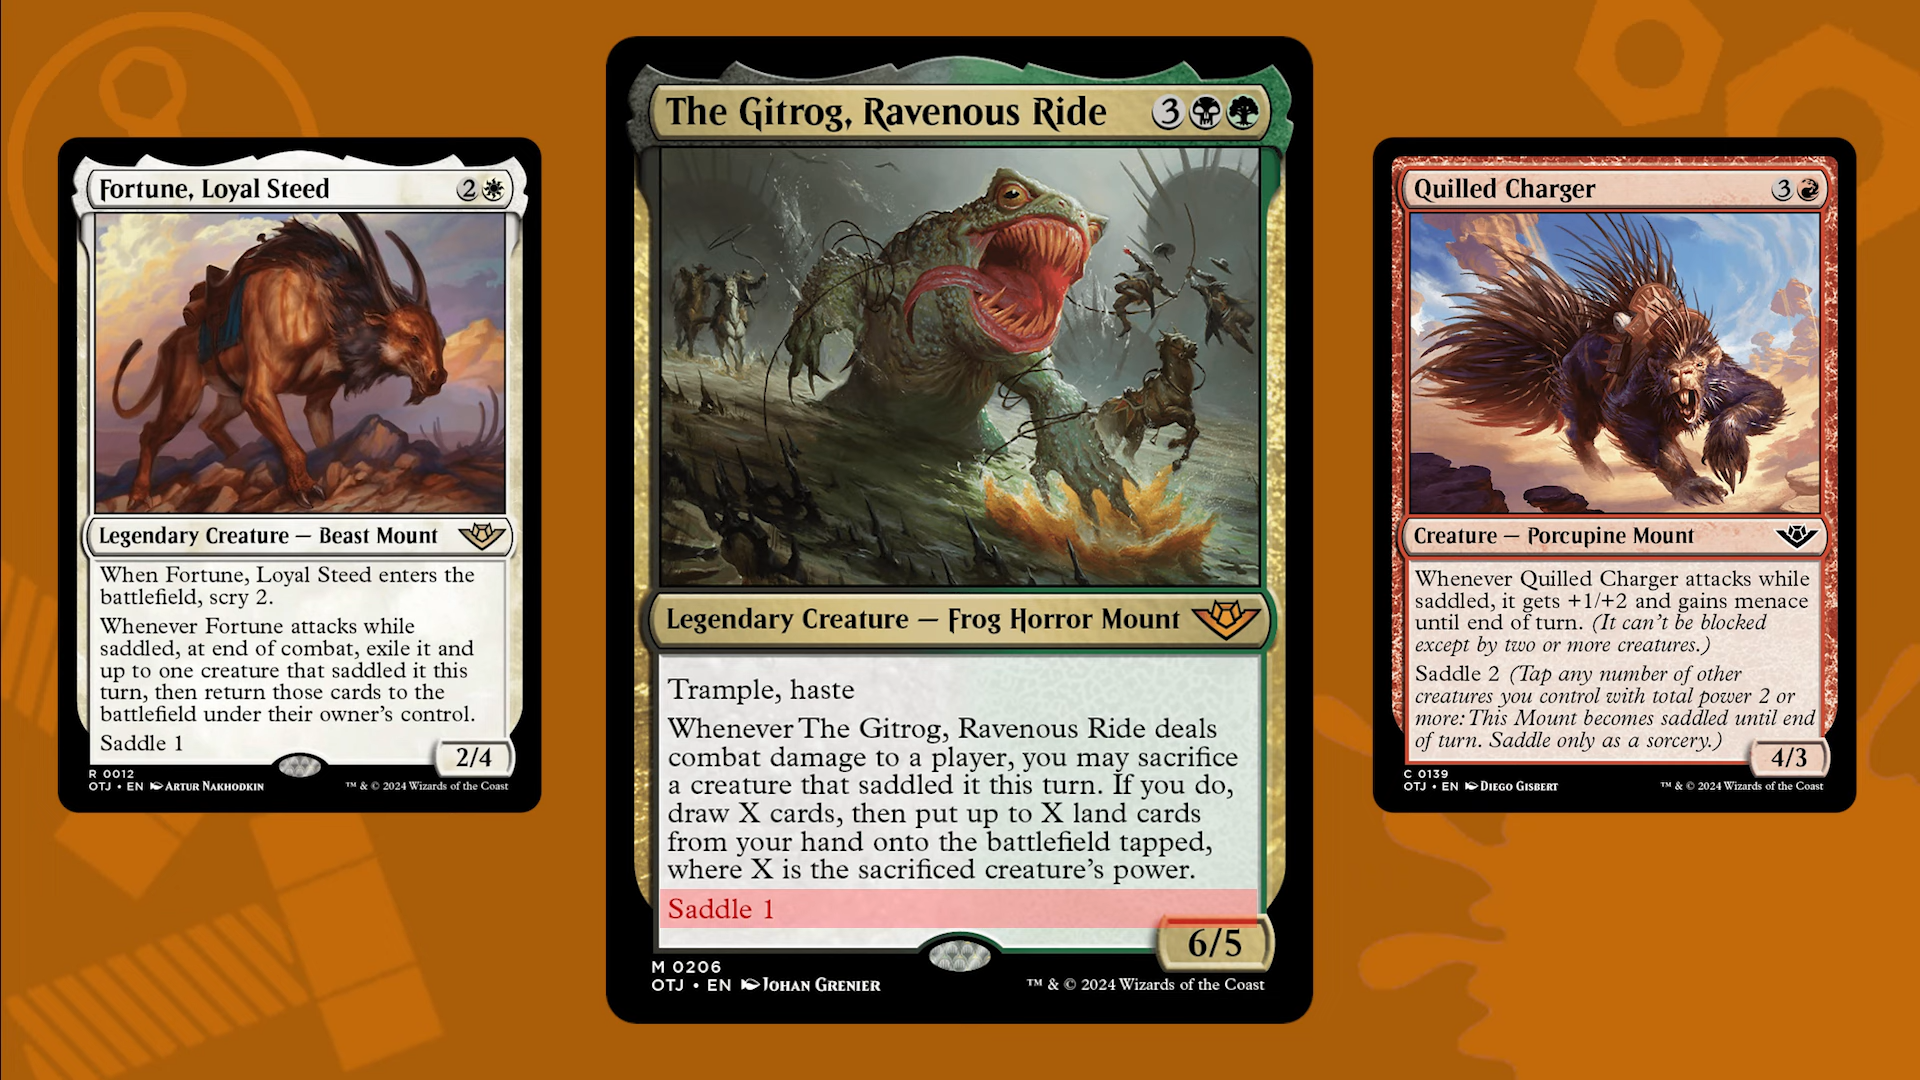 Fortune, Loyal Steed 2
Legendary Creature — Beast Mount
When Fortune, Loyal Steed enters the
battlefield, scry 2.
Whenever Fortune attacks while
saddled, at end of combat, exile it and
up to one creature that saddled it this
turn, then return those cards to the
battlefield under their owner's control.
Saddle 1
2/4
R 0012
OTJ • EN Artur Nakhodkin
™ & © 2024 Wizards of the Coast
The Gitrog, Ravenous Ride 3
Legendary Creature — Frog Horror Mount
Trample, haste
Whenever The Gitrog, Ravenous Ride deals
combat damage to a player, you may sacrifice
a creature that saddled it this turn. If you do,
draw X cards, then put up to X land cards
from your hand onto the battlefield tapped,
where X is the sacrificed creature's power.
Saddle 1
6/5
M 0206
OTJ • EN Johan Grenier
™ & © 2024 Wizards of the Coast
Quilled Charger 3
Creature — Porcupine Mount
Whenever Quilled Charger attacks while
saddled, it gets +1/+2 and gains menace
until end of turn. (It can't be blocked
except by two or more creatures.)
Saddle 2 (Tap any number of other
creatures you control with total power 2 or
more: This Mount becomes saddled until end
of turn. Saddle only as a sorcery.)
4/3
C 0139
OTJ • EN Diego Gisbert
™ & © 2024 Wizards of the Coast